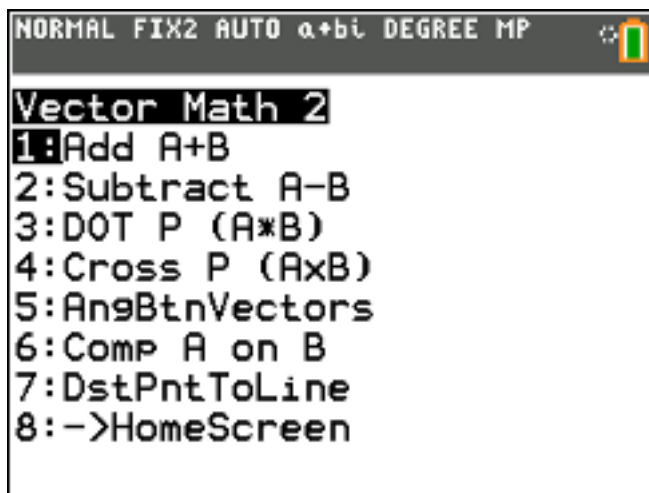 NORMAL FIX2 AUTO a+bi DEGREE MP
Vector Math 2
1:Add A+B
2:Subtract A-B
3:DOT P (A*B)
4:Cross P (AxB)
5:AngBtnVectors
6:Comp A on B
7:DstPntToLine
8:->HomeScreen